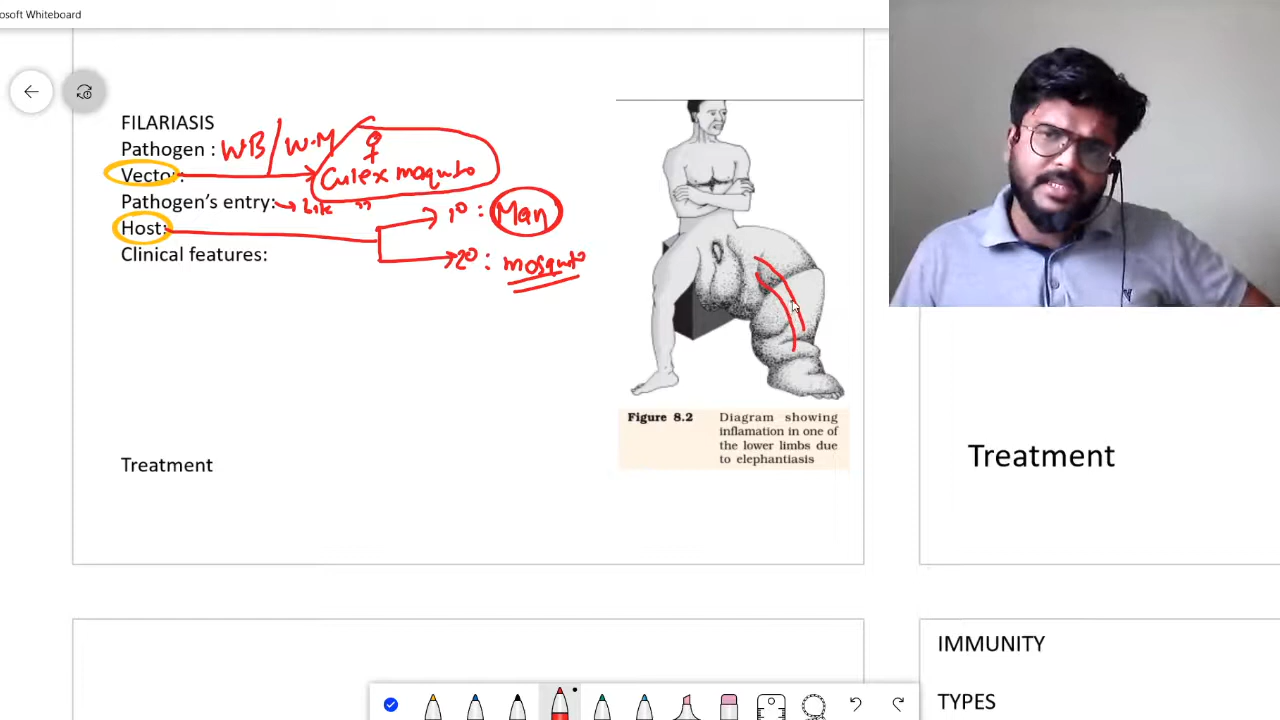 osoft Whiteboard
FILARIASIS
Pathogen : WB / W.M
♀
Vector: Culex mosquito
Pathogen's entry: → bite "
Host: 1° : Man
2° : mosquito
Clinical features:
Treatment
Figure 8.2 Diagram showing
inflamation in one of
the lower limbs due
to elephantiasis
Treatment
IMMUNITY
TYPES